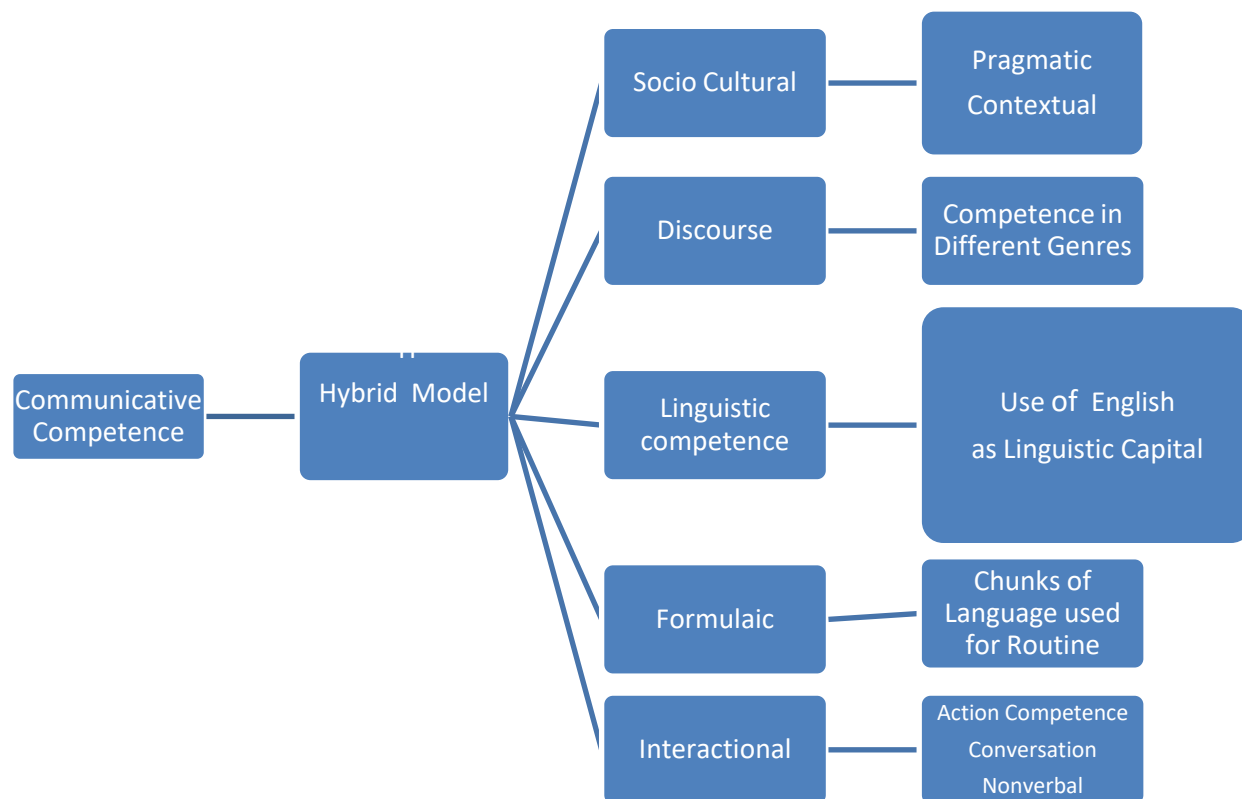 Socio Cultural
Pragmatic
Contextual
Discourse
Competence in
Different Genres
Communicative
Competence
Hybrid Model
Linguistic
competence
Use of English
as Linguistic Capital
Formulaic
Chunks of
Language used
for Routine
Interactional
Action Competence
Conversation
Nonverbal